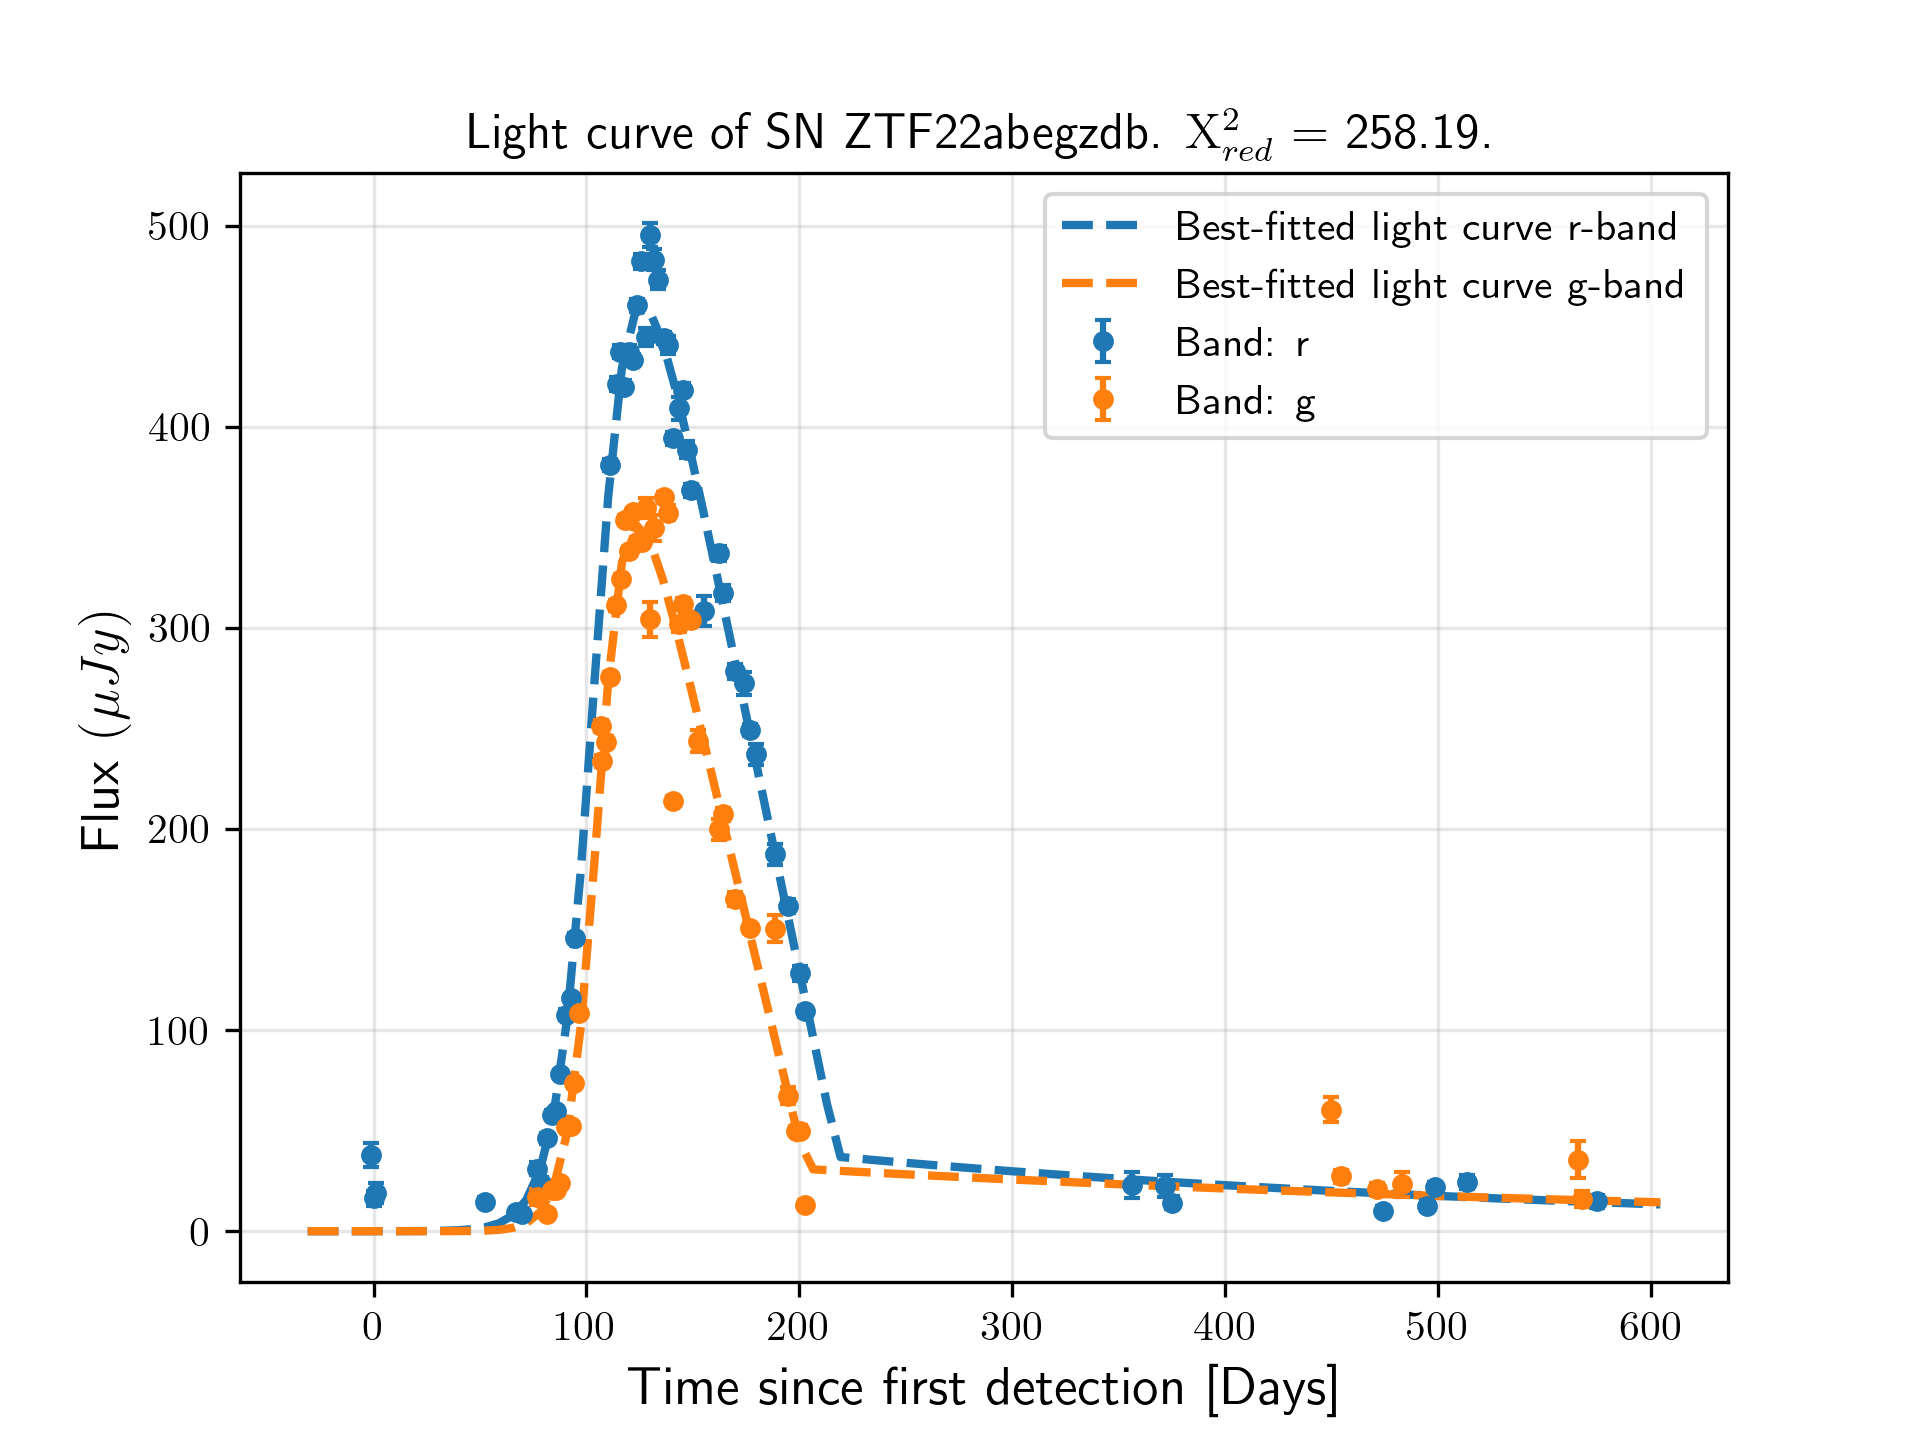 Light curve of SN ZTF22abegzdb. X²_red = 258.19.
500
400
300
200
100
0
Flux (μJy)
Best-fitted light curve r-band
Best-fitted light curve g-band
Band: r
Band: g
0 100 200 300 400 500 600
Time since first detection [Days]